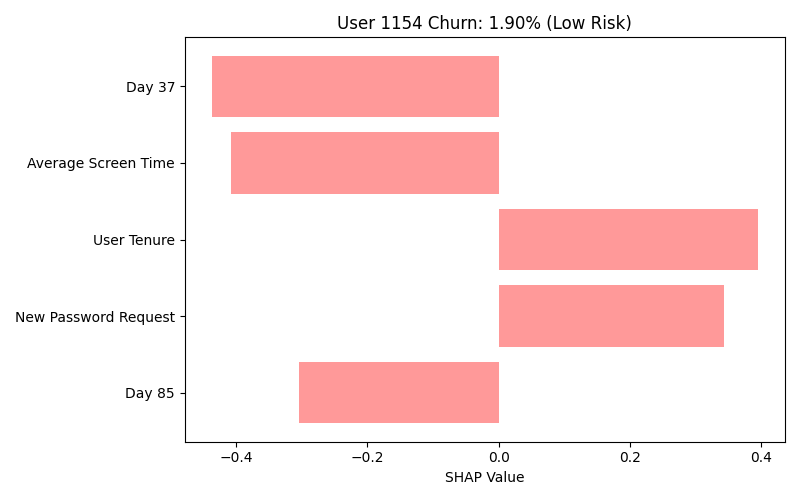 User 1154 Churn: 1.90% (Low Risk)
Day 37
Average Screen Time
User Tenure
New Password Request
Day 85
−0.4 −0.2 0.0 0.2 0.4
SHAP Value